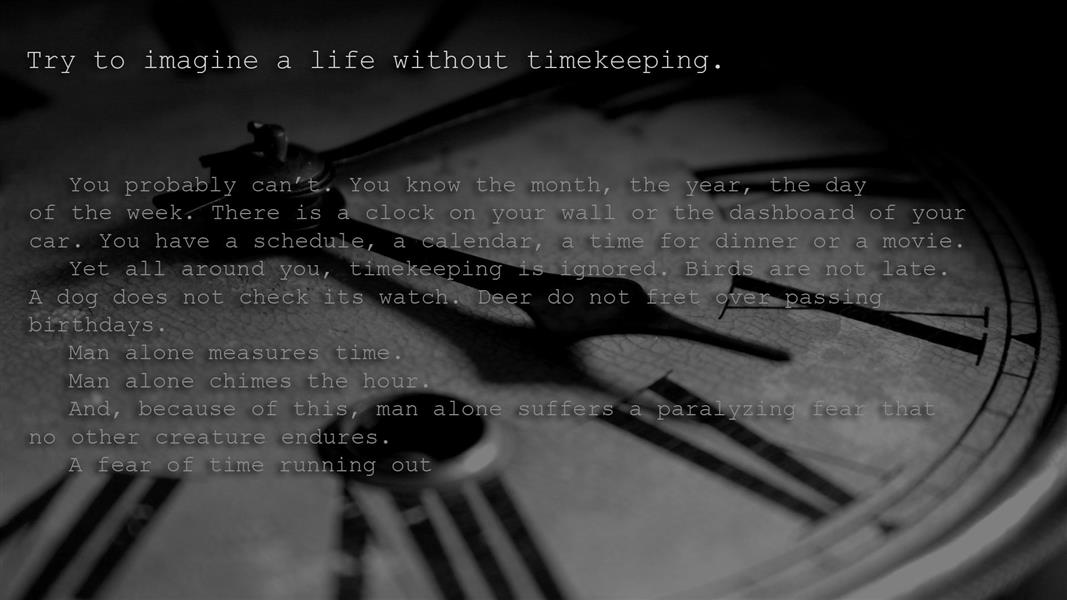 Try to imagine a life without timekeeping.
You probably can’t. You know the month, the year, the day
of the week. There is a clock on your wall or the dashboard of your
car. You have a schedule, a calendar, a time for dinner or a movie.
Yet all around you, timekeeping is ignored. Birds are not late.
A dog does not check its watch. Deer do not fret over passing
birthdays.
Man alone measures time.
Man alone chimes the hour.
And, because of this, man alone suffers a paralyzing fear that
no other creature endures.
A fear of time running out